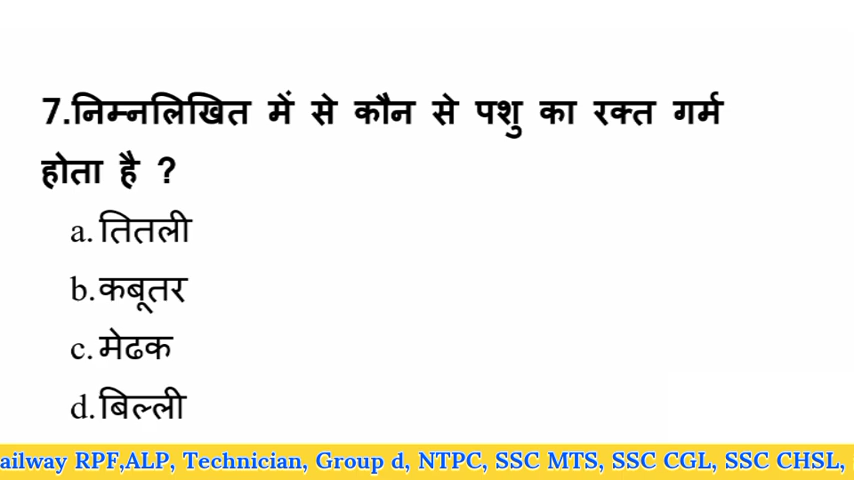 7.निम्नलिखित में से कौन से पशु का रक्त गर्म
होता है ?
a. तितली
b. कबूतर
c. मेढक
d. बिल्ली
ailway RPF,ALP, Technician, Group d, NTPC, SSC MTS, SSC CGL, SSC CHSL,